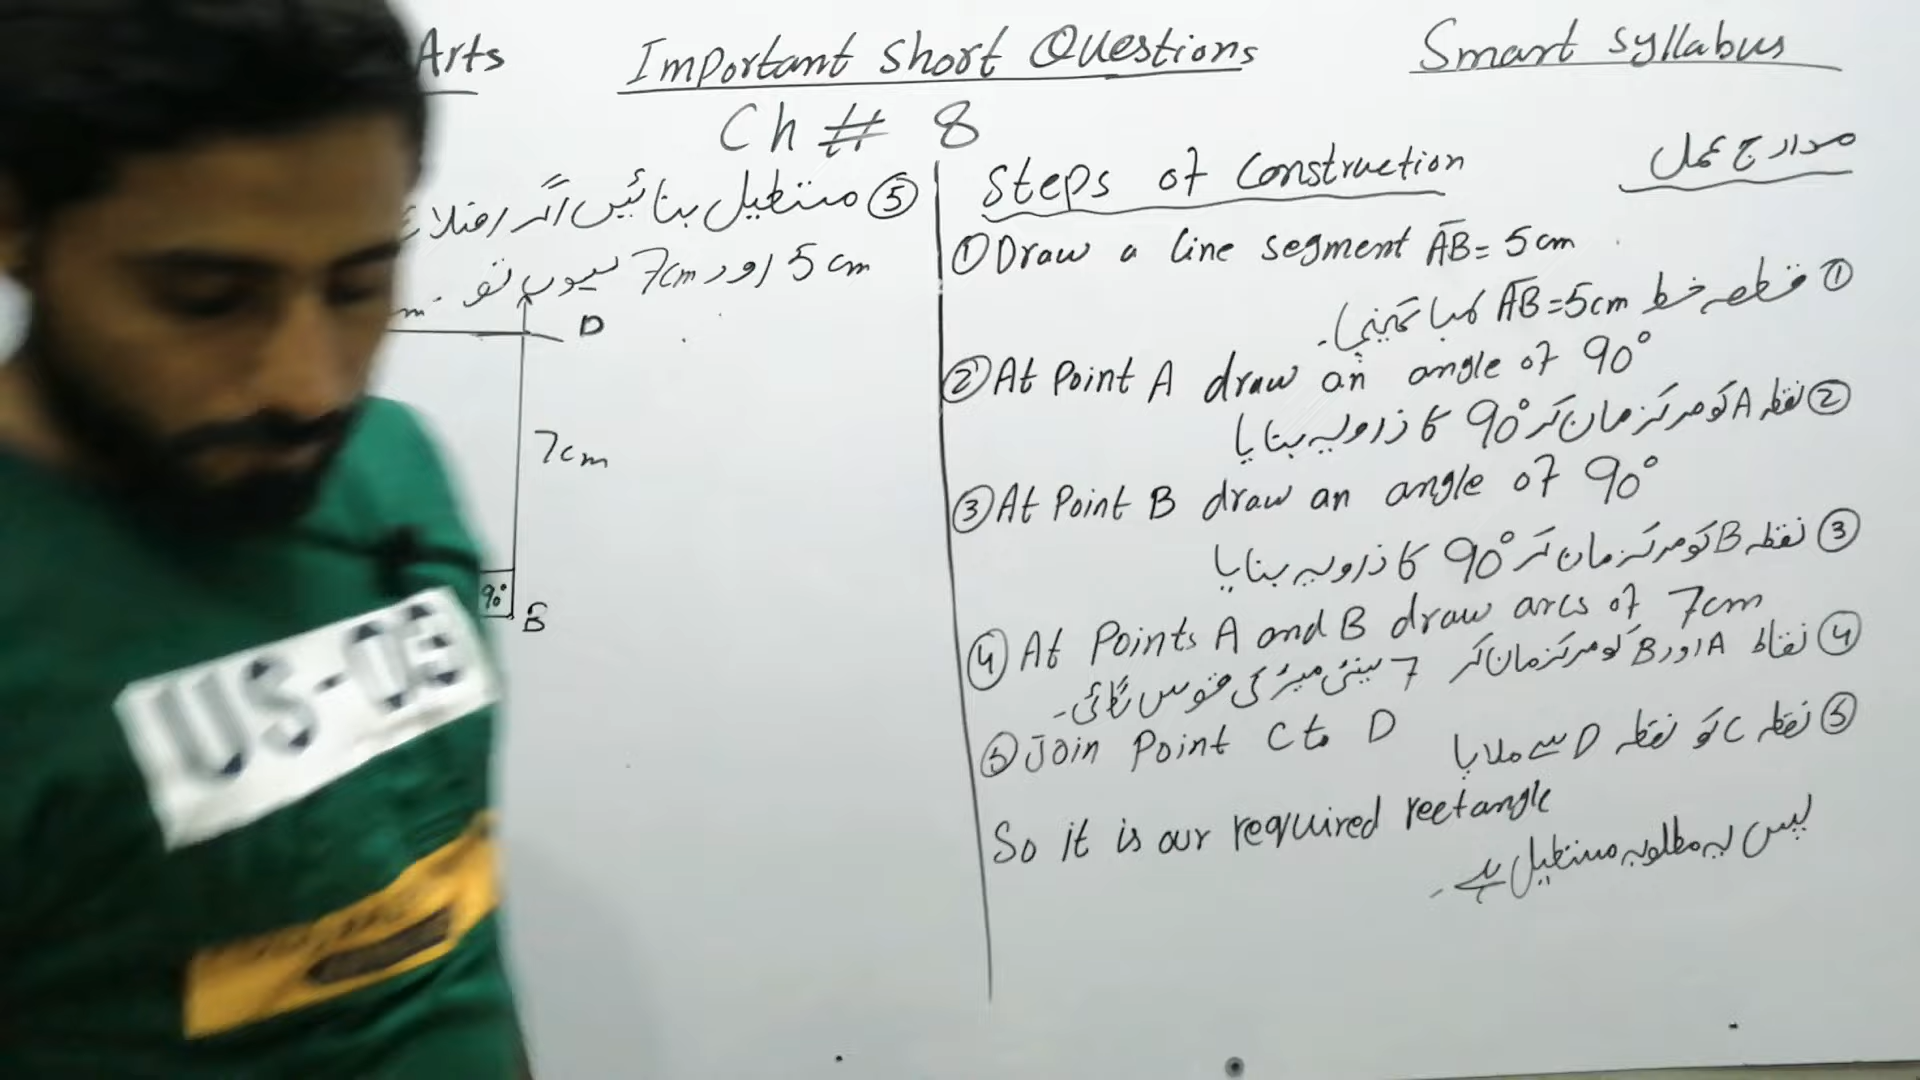 Arts
Important Short Questions
Smart Syllabus
Ch # 8
⑤ مستطیل بنائیں اگر اضلاع
5 cm اور 7cm ہوں تو
D
7cm
90°
B
US-03
Steps of Construction
مدارج عمل
① Draw a line segment AB = 5cm
① قطعہ خط AB=5cm لمبا کھینچا۔
② At Point A draw an angle of 90°
② نقطہ A کو مرکز مان کر 90° کا زاویہ بنایا
③ At Point B draw an angle of 90°
③ نقطہ B کو مرکز مان کر 90° کا زاویہ بنایا
④ At Points A and B draw arcs of 7cm
④ نقاط A اور B کو مرکز مان کر 7 سینٹی میٹر کی قوس لگائی۔
⑤ Join Point C to D
⑤ نقطہ C کو نقطہ D سے ملایا
So it is our required rectangle
پس یہ مطلوبہ مستطیل ہے۔